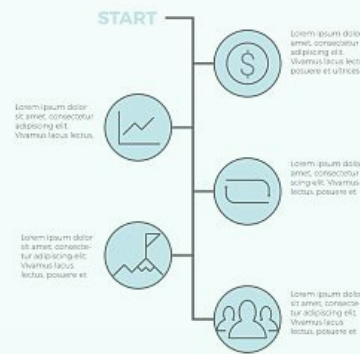 START
Lorem ipsum dolor
amet, consectetur
adipiscing elit.
Vivamus lacus lect
posuere et ultrices
Lorem ipsum dolor
sit amet, consectetur
adipiscing elit.
Vivamus lacus lectus,
Lorem ipsum dolor
amet, consectetur
scing elit. Vivamus
lectus, posuere et
Lorem ipsum dolor
sit amet, consecte-
tur adipiscing elit.
Vivamus lacus
lectus, posuere et
Lorem ipsum dolor
sit amet, consecte-
tur adipiscing elit.
Vivamus lacus
lectus, posuere et